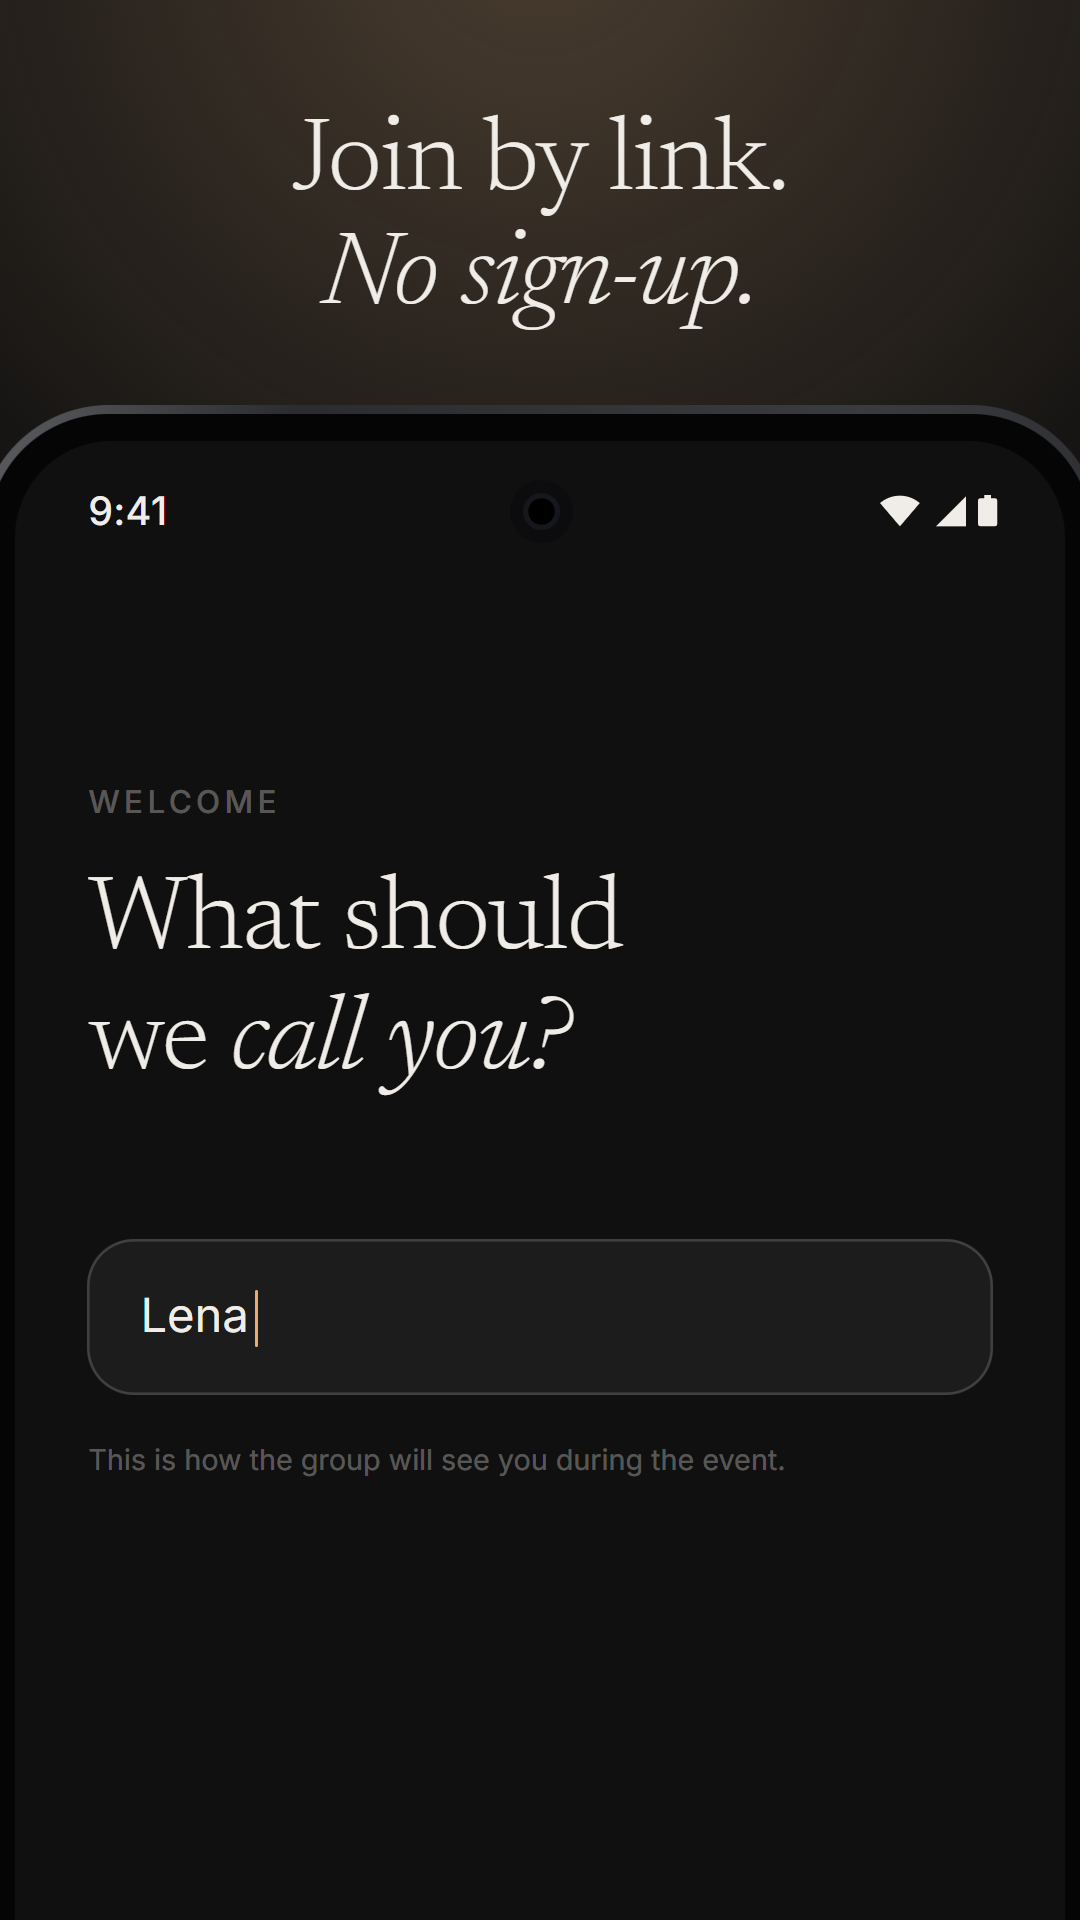 Join by link.
No sign-up.
9:41
WELCOME
What should
we call you?
Lena
This is how the group will see you during the event.